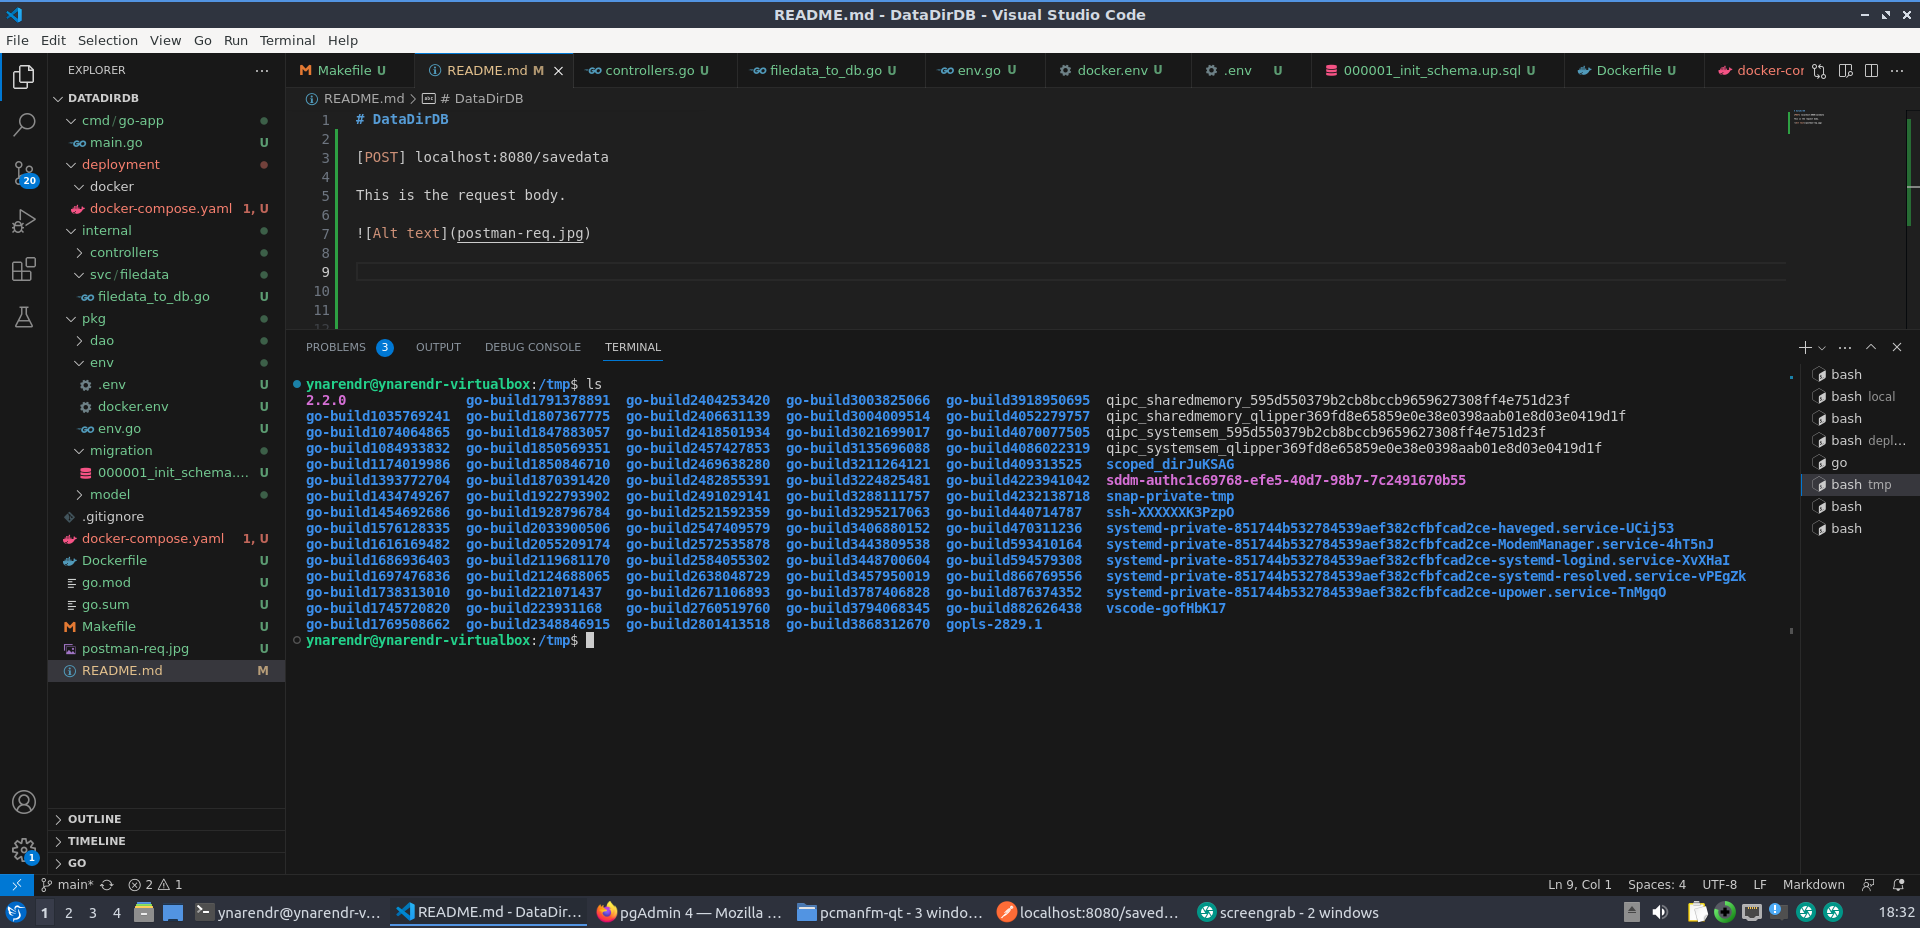 README.md - DataDirDB - Visual Studio Code
File Edit Selection View Go Run Terminal Help
EXPLORER
DATADIRDB
cmd / go-app
main.go U
deployment
docker
docker-compose.yaml 1, U
internal
controllers
svc / filedata
filedata_to_db.go U
pkg
dao
env
.env U
docker.env U
env.go U
migration
000001_init_schema.... U
model
.gitignore
docker-compose.yaml 1, U
Dockerfile U
go.mod U
go.sum U
Makefile U
postman-req.jpg U
README.md M
OUTLINE
TIMELINE
GO
20
1
Makefile U README.md M controllers.go U filedata_to_db.go U env.go U docker.env U .env U 000001_init_schema.up.sql U Dockerfile U docker-cor
README.md > # DataDirDB
1 # DataDirDB
2
3 [POST] localhost:8080/savedata
4
5 This is the request body.
6
7 ![Alt text](postman-req.jpg)
8
9
10
11
12
PROBLEMS 3 OUTPUT DEBUG CONSOLE TERMINAL
ynarendr@ynarendr-virtualbox:/tmp$ ls
2.2.0 go-build1791378891 go-build2404253420 go-build3003825066 go-build3918950695 qipc_sharedmemory_595d550379b2cb8bccb9659627308ff4e751d23f
go-build1035769241 go-build1807367775 go-build2406631139 go-build3004009514 go-build4052279757 qipc_sharedmemory_qlipper369fd8e65859e0e38e0398aab01e8d03e0419d1f
go-build1074064865 go-build1847883057 go-build2418501934 go-build3021699017 go-build4070077505 qipc_systemsem_595d550379b2cb8bccb9659627308ff4e751d23f
go-build1084933832 go-build1850569351 go-build2457427853 go-build3135696088 go-build4086022319 qipc_systemsem_qlipper369fd8e65859e0e38e0398aab01e8d03e0419d1f
go-build1174019986 go-build1850846710 go-build2469638280 go-build3211264121 go-build409313525 scoped_dirJuKSAG
go-build1393772704 go-build1870391420 go-build2482855391 go-build3224825481 go-build4223941042 sddm-authc1c69768-efe5-40d7-98b7-7c2491670b55
go-build1434749267 go-build1922793902 go-build2491029141 go-build3288111757 go-build4232138718 snap-private-tmp
go-build1454692686 go-build1928796784 go-build2521592359 go-build3295217063 go-build440714787 ssh-XXXXXXK3PzpO
go-build1576128335 go-build2033900506 go-build2547409579 go-build3406880152 go-build470311236 systemd-private-851744b532784539aef382cfbfcad2ce-haveged.service-UCij53
go-build1616169482 go-build2055209174 go-build2572535878 go-build3443809538 go-build593410164 systemd-private-851744b532784539aef382cfbfcad2ce-ModemManager.service-4hT5nJ
go-build1686936403 go-build2119681170 go-build2584055302 go-build3448700604 go-build594579308 systemd-private-851744b532784539aef382cfbfcad2ce-systemd-logind.service-XvXHaI
go-build1697476836 go-build2124688065 go-build2638048729 go-build3457950019 go-build866769556 systemd-private-851744b532784539aef382cfbfcad2ce-systemd-resolved.service-vPEgZk
go-build1738313010 go-build221071437 go-build2671106893 go-build3787406828 go-build876374352 systemd-private-851744b532784539aef382cfbfcad2ce-upower.service-TnMgqO
go-build1745720820 go-build223931168 go-build2760519760 go-build3794068345 go-build882626438 vscode-gofHbK17
go-build1769508662 go-build2348846915 go-build2801413518 go-build3868312670 gopls-2829.1
ynarendr@ynarendr-virtualbox:/tmp$
bash
bash local
bash
bash depl...
go
bash tmp
bash
bash
main* 2 1 Ln 9, Col 1 Spaces: 4 UTF-8 LF Markdown
1 2 3 4 ynarendr@ynarendr-v... README.md - DataDir... pgAdmin 4 — Mozilla ... pcmanfm-qt - 3 windo... localhost:8080/saved... screengrab - 2 windows 18:32